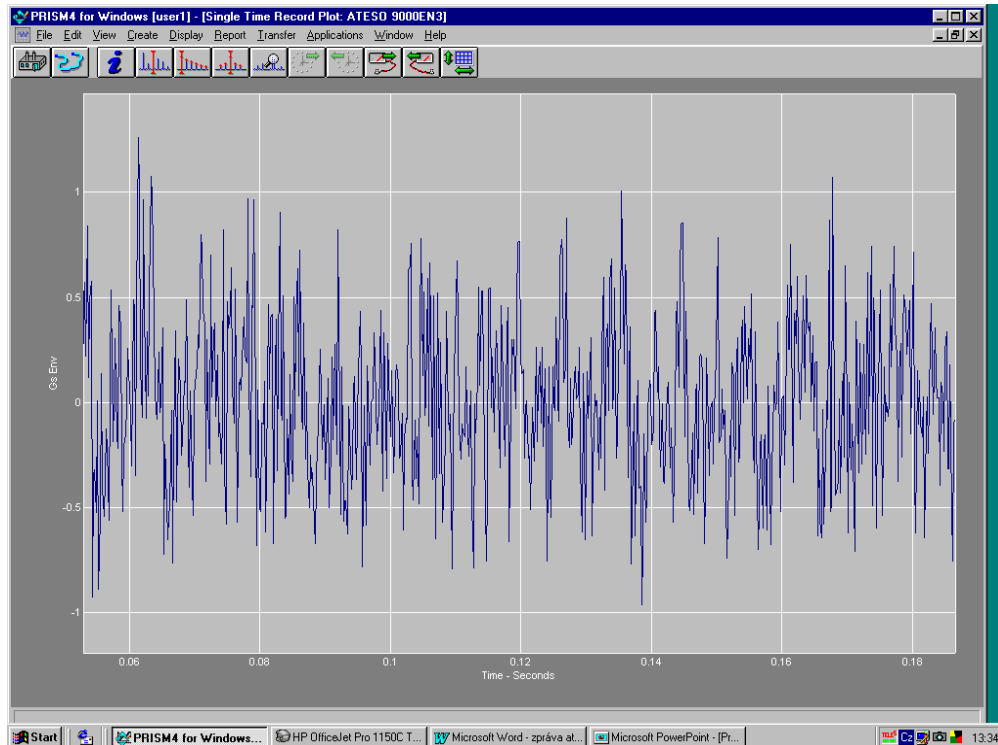 PRISM4 for Windows [user1] - [Single Time Record Plot: ATESO 9000EN3]
File Edit View Create Display Report Transfer Applications Window Help
1
0.5
0
-0.5
-1
Gs Env
0.06 0.08 0.1 0.12 0.14 0.16 0.18
Time - Seconds
Start PRISM4 for Windows... HP OfficeJet Pro 1150C T... Microsoft Word - zpráva at... Microsoft PowerPoint - [Pr... Cz 13:34